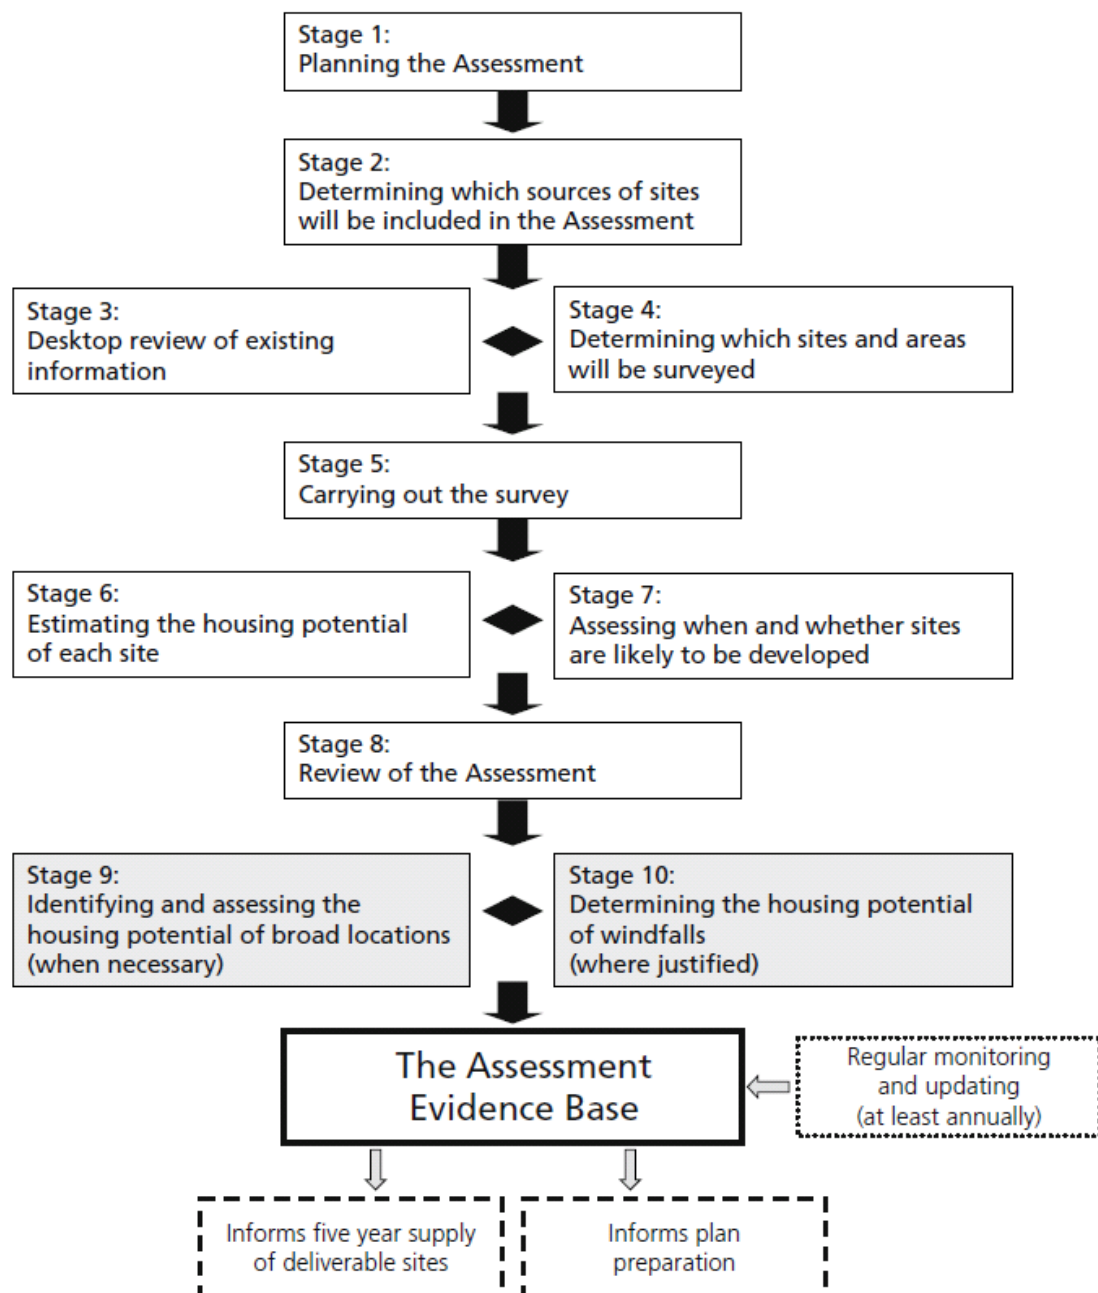 Stage 1:
Planning the Assessment
Stage 2:
Determining which sources of sites
will be included in the Assessment
Stage 3:
Desktop review of existing
information
Stage 4:
Determining which sites and areas
will be surveyed
Stage 5:
Carrying out the survey
Stage 6:
Estimating the housing potential
of each site
Stage 7:
Assessing when and whether sites
are likely to be developed
Stage 8:
Review of the Assessment
Stage 9:
Identifying and assessing the
housing potential of broad locations
(when necessary)
Stage 10:
Determining the housing potential
of windfalls
(where justified)
The Assessment
Evidence Base
Regular monitoring
and updating
(at least annually)
Informs five year supply
of deliverable sites
Informs plan
preparation